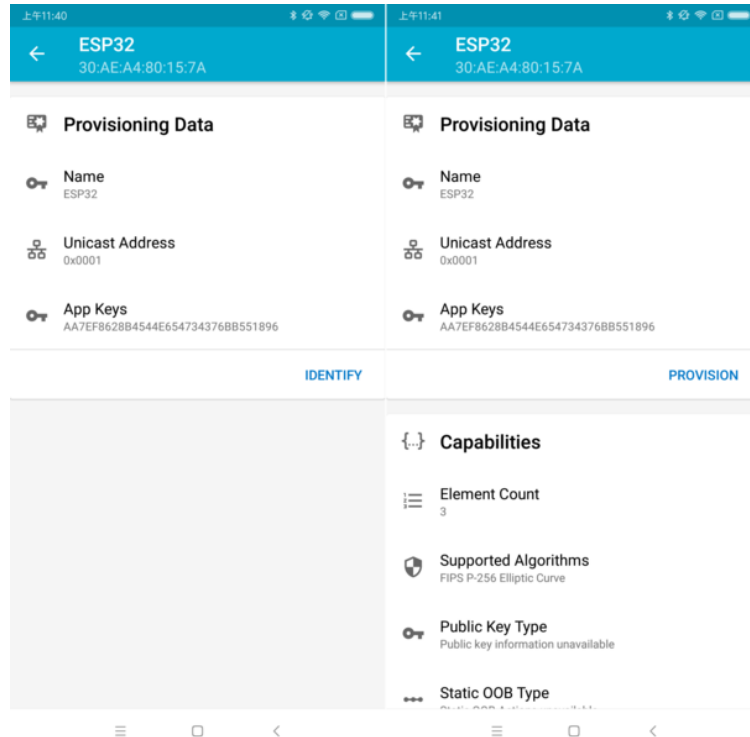 上午11:40
ESP32
30:AE:A4:80:15:7A
Provisioning Data
Name
ESP32
Unicast Address
0x0001
App Keys
AA7EF8628B4544E654734376BB551896
IDENTIFY
上午11:41
ESP32
30:AE:A4:80:15:7A
Provisioning Data
Name
ESP32
Unicast Address
0x0001
App Keys
AA7EF8628B4544E654734376BB551896
PROVISION
{...} Capabilities
Element Count
3
Supported Algorithms
FIPS P-256 Elliptic Curve
Public Key Type
Public key information unavailable
Static OOB Type